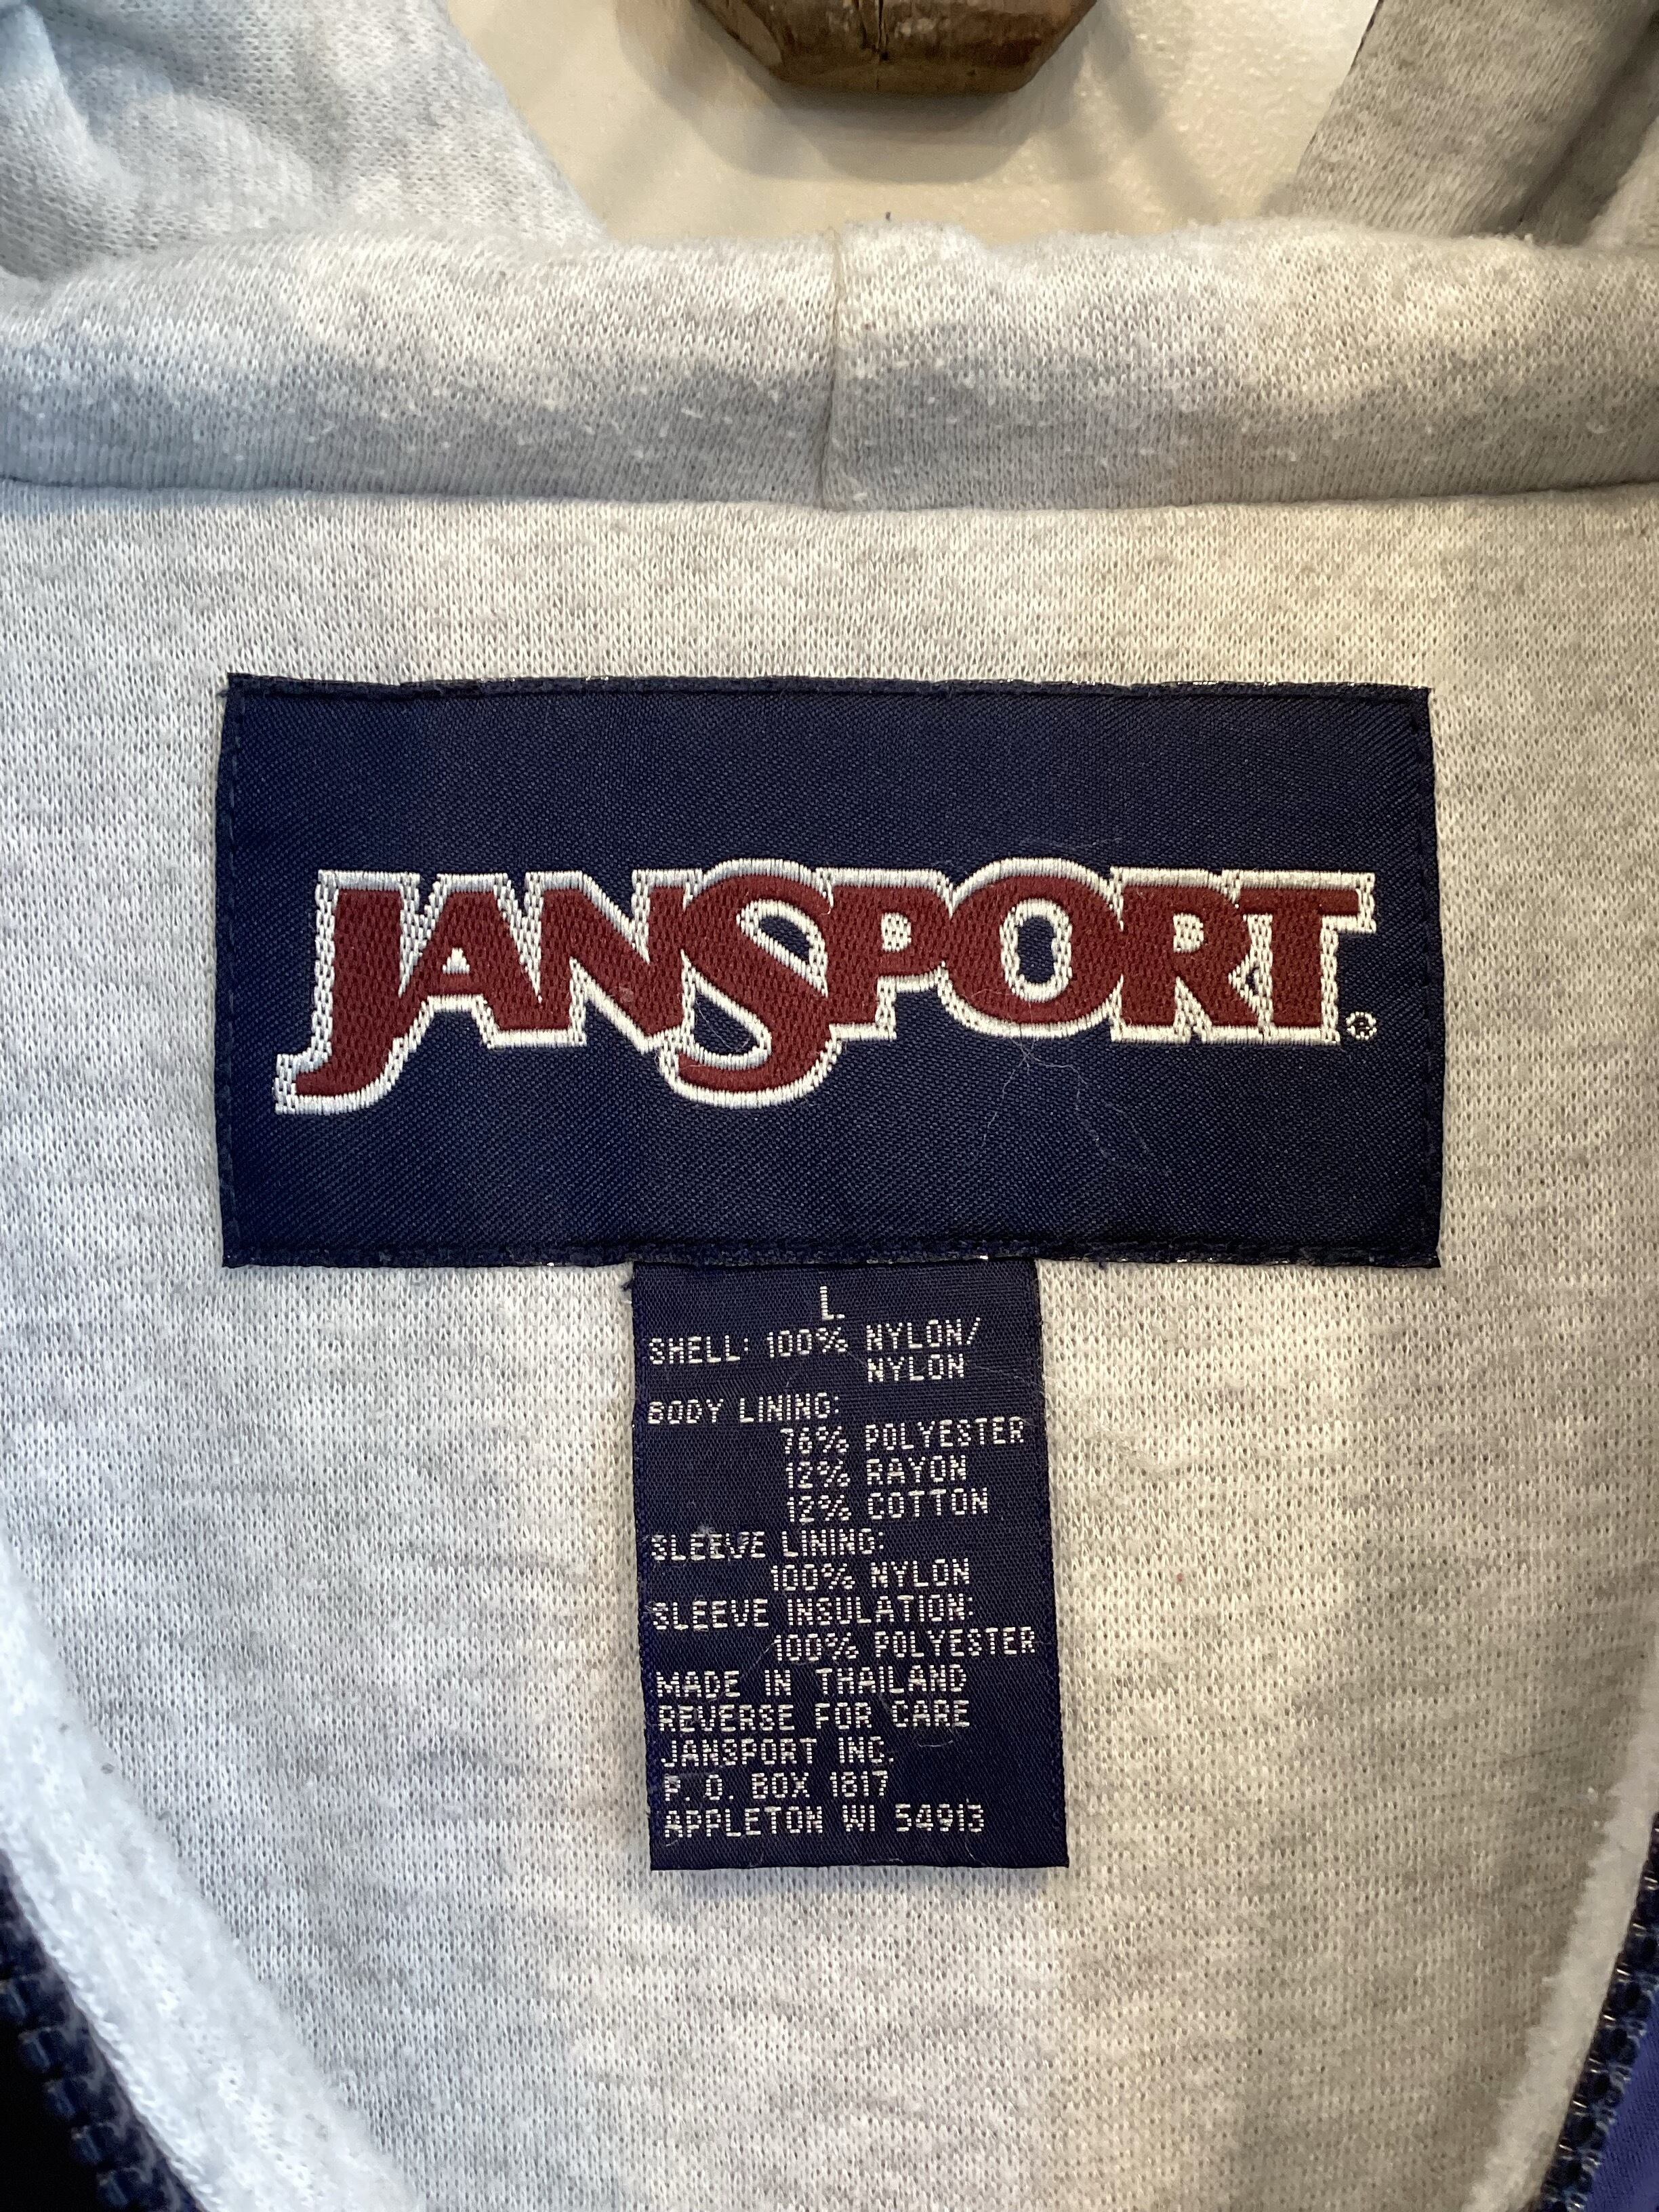 JANSPORT®
L
SHELL: 100% NYLON/
NYLON
BODY LINING:
76% POLYESTER
12% RAYON
12% COTTON
SLEEVE LINING:
100% NYLON
SLEEVE INSULATION:
100% POLYESTER
MADE IN THAILAND
REVERSE FOR CARE
JANSPORT INC.
P. O. BOX 1817
APPLETON WI 54913